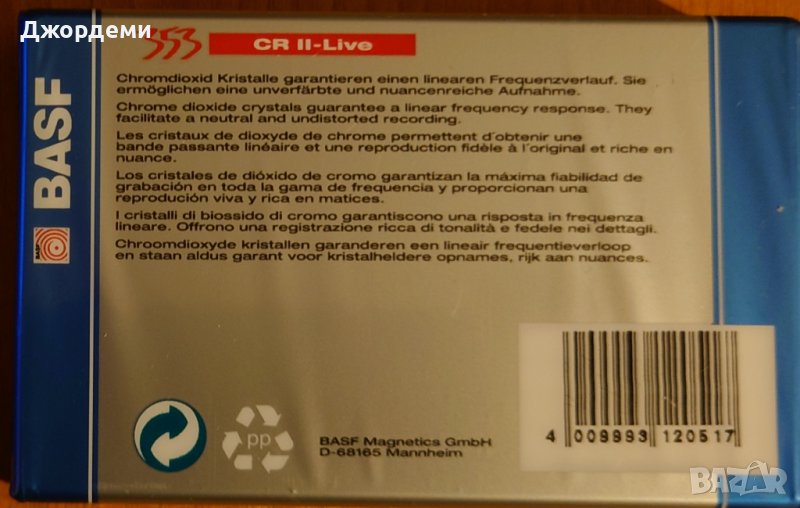 Джордеми
353
CR II-Live
BASF
BASF
Chromdioxid Kristalle garantieren einen linearen Frequenzverlauf. Sie
ermöglichen eine unverfärbte und nuancenreiche Aufnahme.
Chrome dioxide crystals guarantee a linear frequency response. They
facilitate a neutral and undistorted recording.
Les cristaux de dioxyde de chrome permettent d'obtenir une
bande passante linéaire et une reproduction fidèle à l'original et riche en
nuance.
Los cristales de dióxido de cromo garantizan la máxima fiabilidad de
grabación en toda la gama de frequencia y proporcionan una
reprodución viva y rica en matices.
I cristalli di biossido di cromo garantiscono una risposta in frequenza
lineare. Offrono una registrazione ricca di tonalità e fedele nei dettagli.
Chroomdioxyde kristallen garanderen een lineair frequentieverloop
en staan aldus garant voor kristalheldere opnames, rijk aan nuances.
PP
BASF Magnetics GmbH
D-68165 Mannheim
4 009993 120517
BAZAR